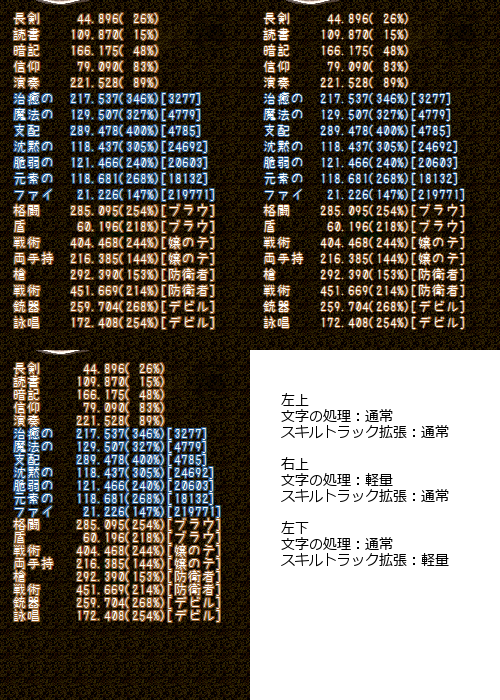 長剣 44.896( 26%)
読書 109.870( 15%)
暗記 166.175( 48%)
信仰 79.090( 83%)
演奏 221.528( 89%)
治癒の 217.537(346%)[3277]
魔法の 129.507(327%)[4779]
支配 289.478(400%)[4785]
沈黙の 118.437(305%)[24692]
脆弱の 121.466(240%)[20603]
元素の 118.681(268%)[18132]
ファイ 21.226(147%)[219771]
格闘 285.095(254%)[ブラウ]
盾 60.196(218%)[ブラウ]
戦術 404.468(244%)[嬢のテ]
両手持 216.385(144%)[嬢のテ]
槍 292.390(153%)[防衛者]
戦術 451.669(214%)[防衛者]
銃器 259.704(268%)[デビル]
詠唱 172.408(254%)[デビル]
長剣 44.896( 26%)
読書 109.870( 15%)
暗記 166.175( 48%)
信仰 79.090( 83%)
演奏 221.528( 89%)
治癒の 217.537(346%)[3277]
魔法の 129.507(327%)[4779]
支配 289.478(400%)[4785]
沈黙の 118.437(305%)[24692]
脆弱の 121.466(240%)[20603]
元素の 118.681(268%)[18132]
ファイ 21.226(147%)[219771]
格闘 285.095(254%)[ブラウ]
盾 60.196(218%)[ブラウ]
戦術 404.468(244%)[嬢のテ]
両手持 216.385(144%)[嬢のテ]
槍 292.390(153%)[防衛者]
戦術 451.669(214%)[防衛者]
銃器 259.704(268%)[デビル]
詠唱 172.408(254%)[デビル]
長剣 44.896( 26%)
読書 109.870( 15%)
暗記 166.175( 48%)
信仰 79.090( 83%)
演奏 221.528( 89%)
治癒の 217.537(346%)[3277]
魔法の 129.507(327%)[4779]
支配 289.478(400%)[4785]
沈黙の 118.437(305%)[24692]
脆弱の 121.466(240%)[20603]
元素の 118.681(268%)[18132]
ファイ 21.226(147%)[219771]
格闘 285.095(254%)[ブラウ]
盾 60.196(218%)[ブラウ]
戦術 404.468(244%)[嬢のテ]
両手持 216.385(144%)[嬢のテ]
槍 292.390(153%)[防衛者]
戦術 451.669(214%)[防衛者]
銃器 259.704(268%)[デビル]
詠唱 172.408(254%)[デビル]
左上
文字の処理：通常
スキルトラック拡張：通常
右上
文字の処理：軽量
スキルトラック拡張：通常
左下
文字の処理：通常
スキルトラック拡張：軽量